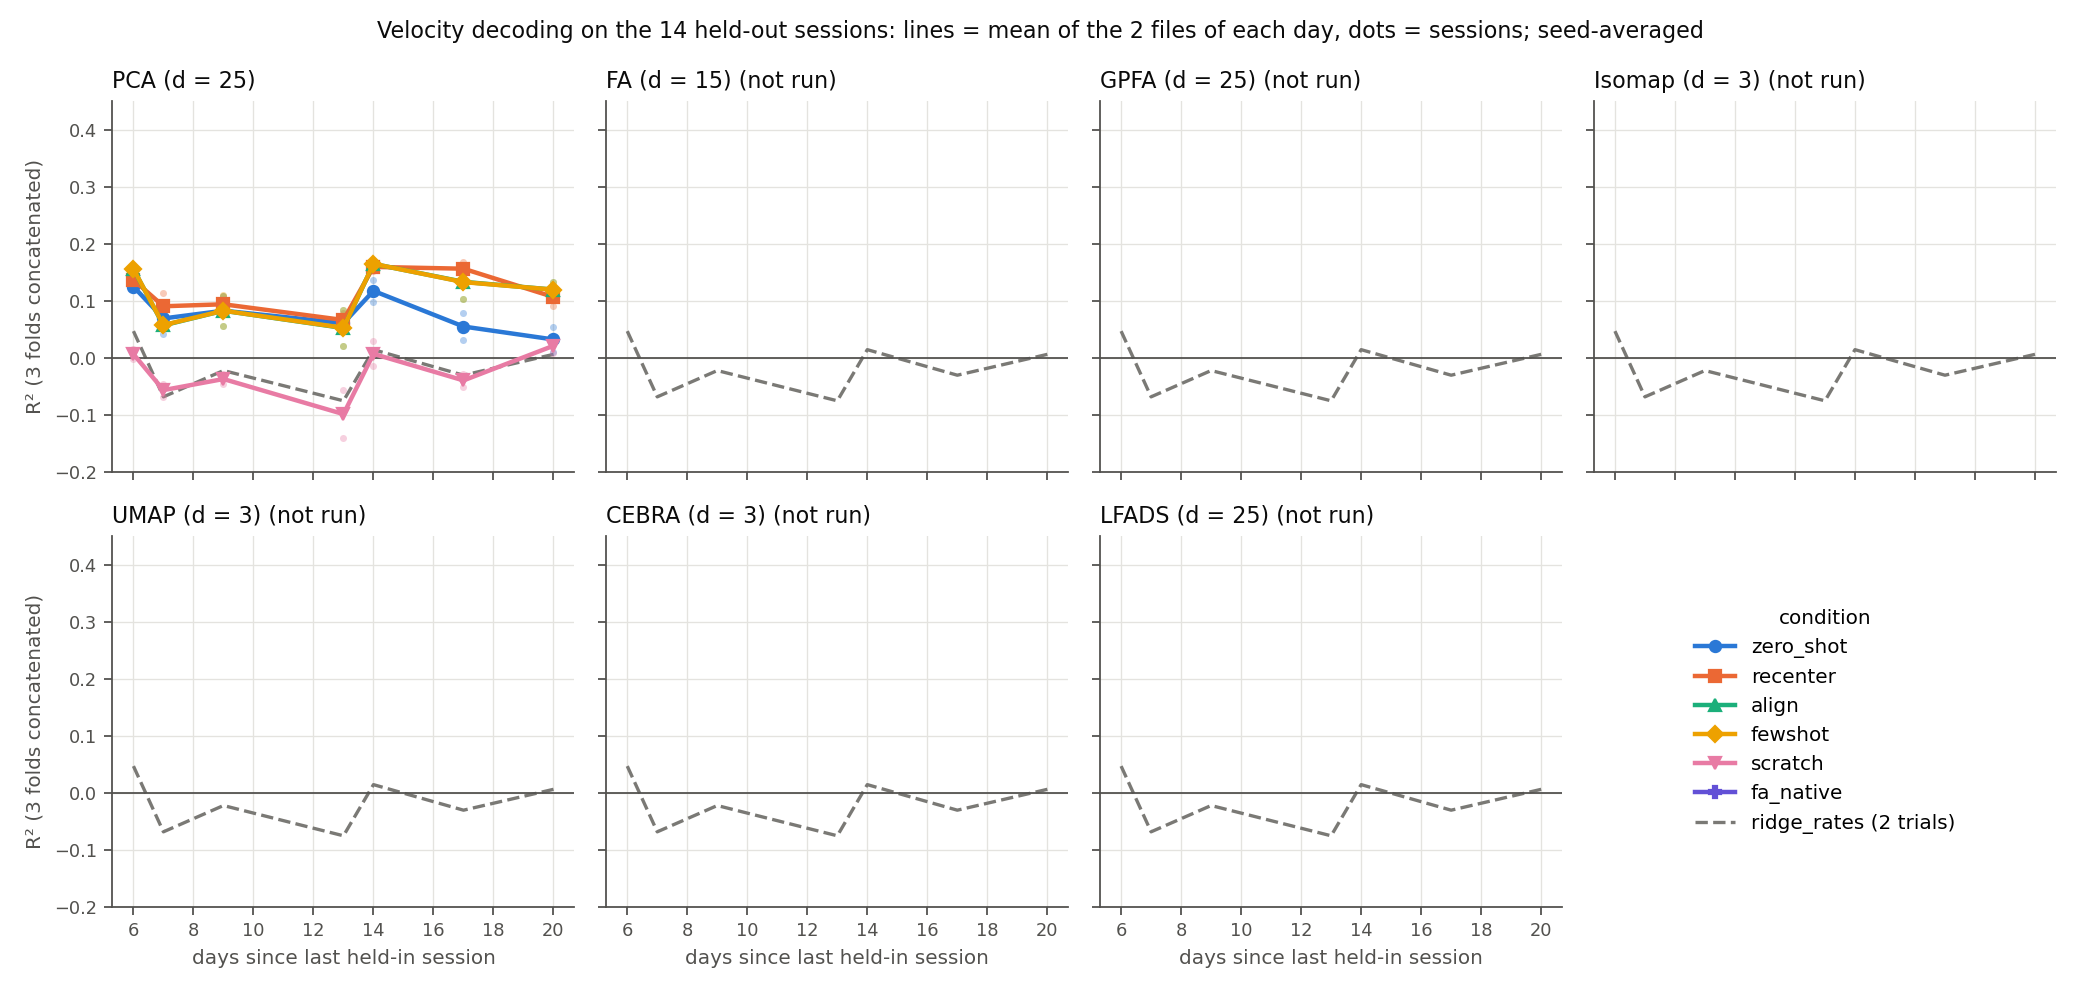 Velocity decoding on the 14 held-out sessions: lines = mean of the 2 files of each day, dots = sessions; seed-averaged
PCA (d = 25)
FA (d = 15) (not run)
GPFA (d = 25) (not run)
Isomap (d = 3) (not run)
R² (3 folds concatenated)
0.4
0.3
0.2
0.1
0.0
−0.1
−0.2
UMAP (d = 3) (not run)
CEBRA (d = 3) (not run)
LFADS (d = 25) (not run)
R² (3 folds concatenated)
0.4
0.3
0.2
0.1
0.0
−0.1
−0.2
6 8 10 12 14 16 18 20
6 8 10 12 14 16 18 20
6 8 10 12 14 16 18 20
days since last held-in session
days since last held-in session
days since last held-in session
condition
zero_shot
recenter
align
fewshot
scratch
fa_native
ridge_rates (2 trials)